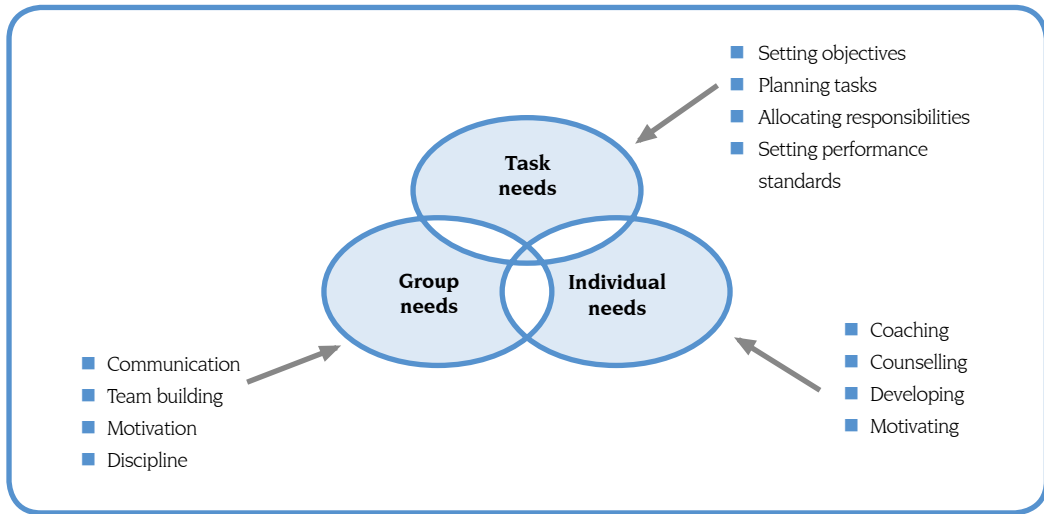 Setting objectives
Planning tasks
Allocating responsibilities
Setting performance
standards
Task
needs
Group
needs
Individual
needs
Communication
Team building
Motivation
Discipline
Coaching
Counselling
Developing
Motivating